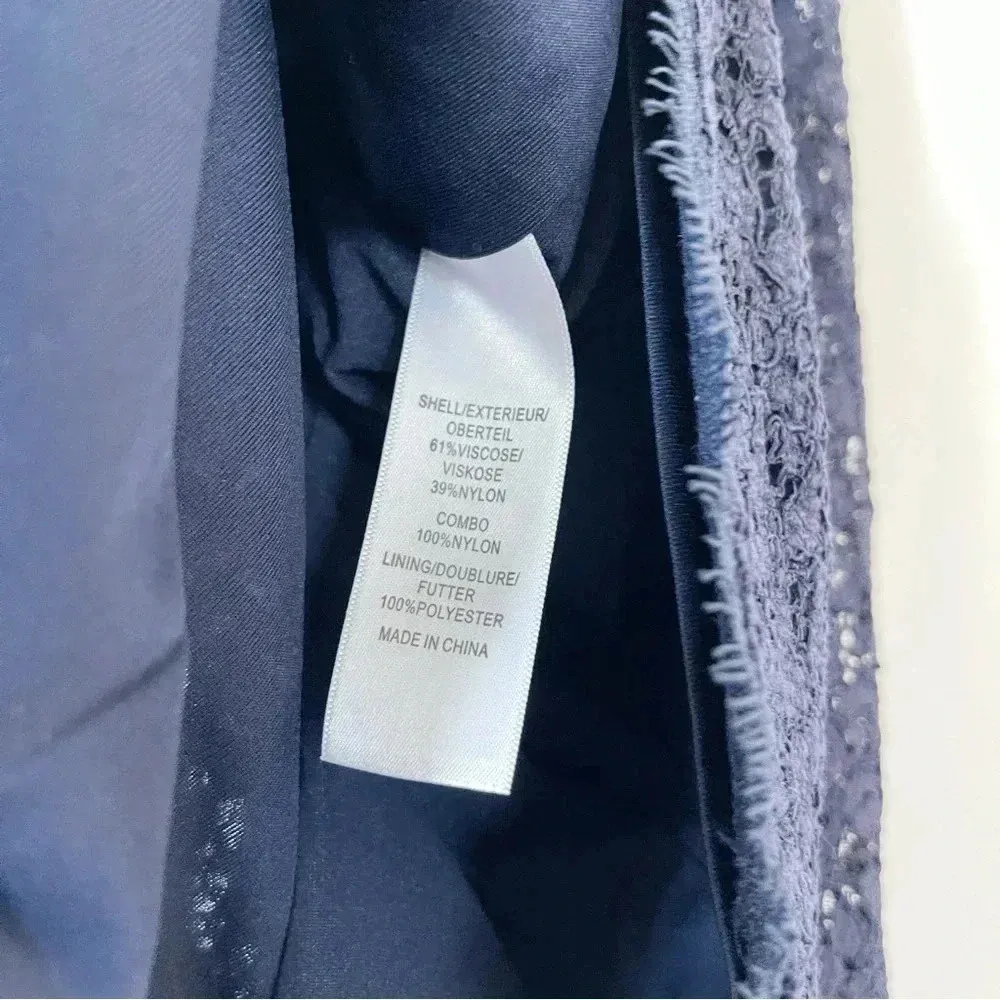 SHELL/EXTERIEUR/
OBERTEIL
61%VISCOSE/
VISKOSE
39%NYLON
COMBO
100%NYLON
LINING/DOUBLURE/
FUTTER
100%POLYESTER
MADE IN CHINA